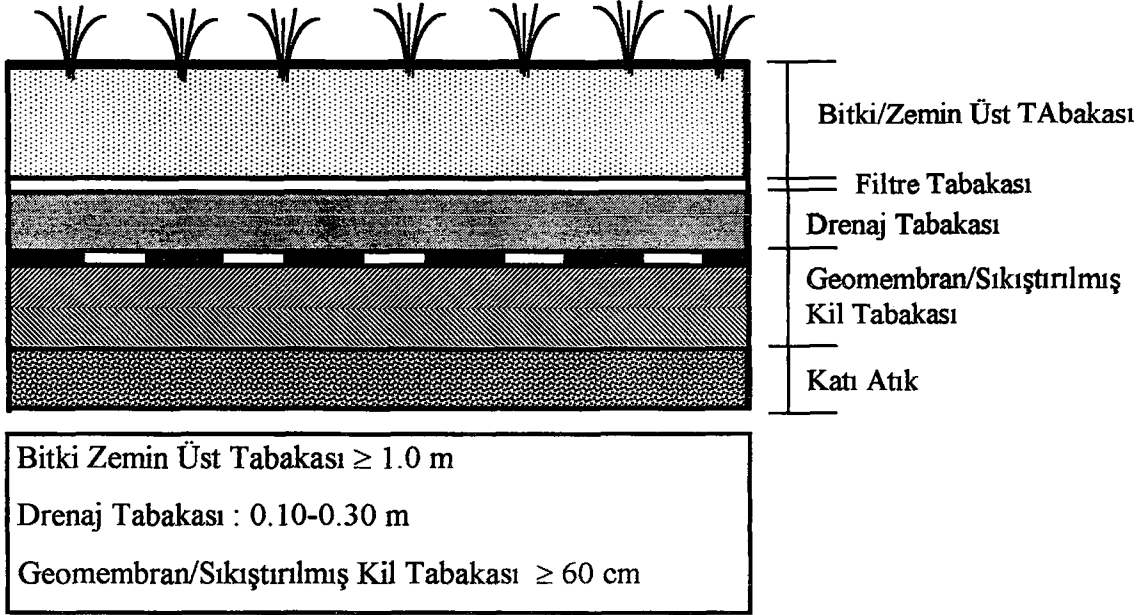 Bitki/Zemin Üst TAbakası
Filtre Tabakası
Drenaj Tabakası
Geomembran/Sıkıştırılmış
Kil Tabakası
Katı Atık
Bitki Zemin Üst Tabakası ≥ 1.0 m
Drenaj Tabakası : 0.10-0.30 m
Geomembran/Sıkıştırılmış Kil Tabakası ≥ 60 cm